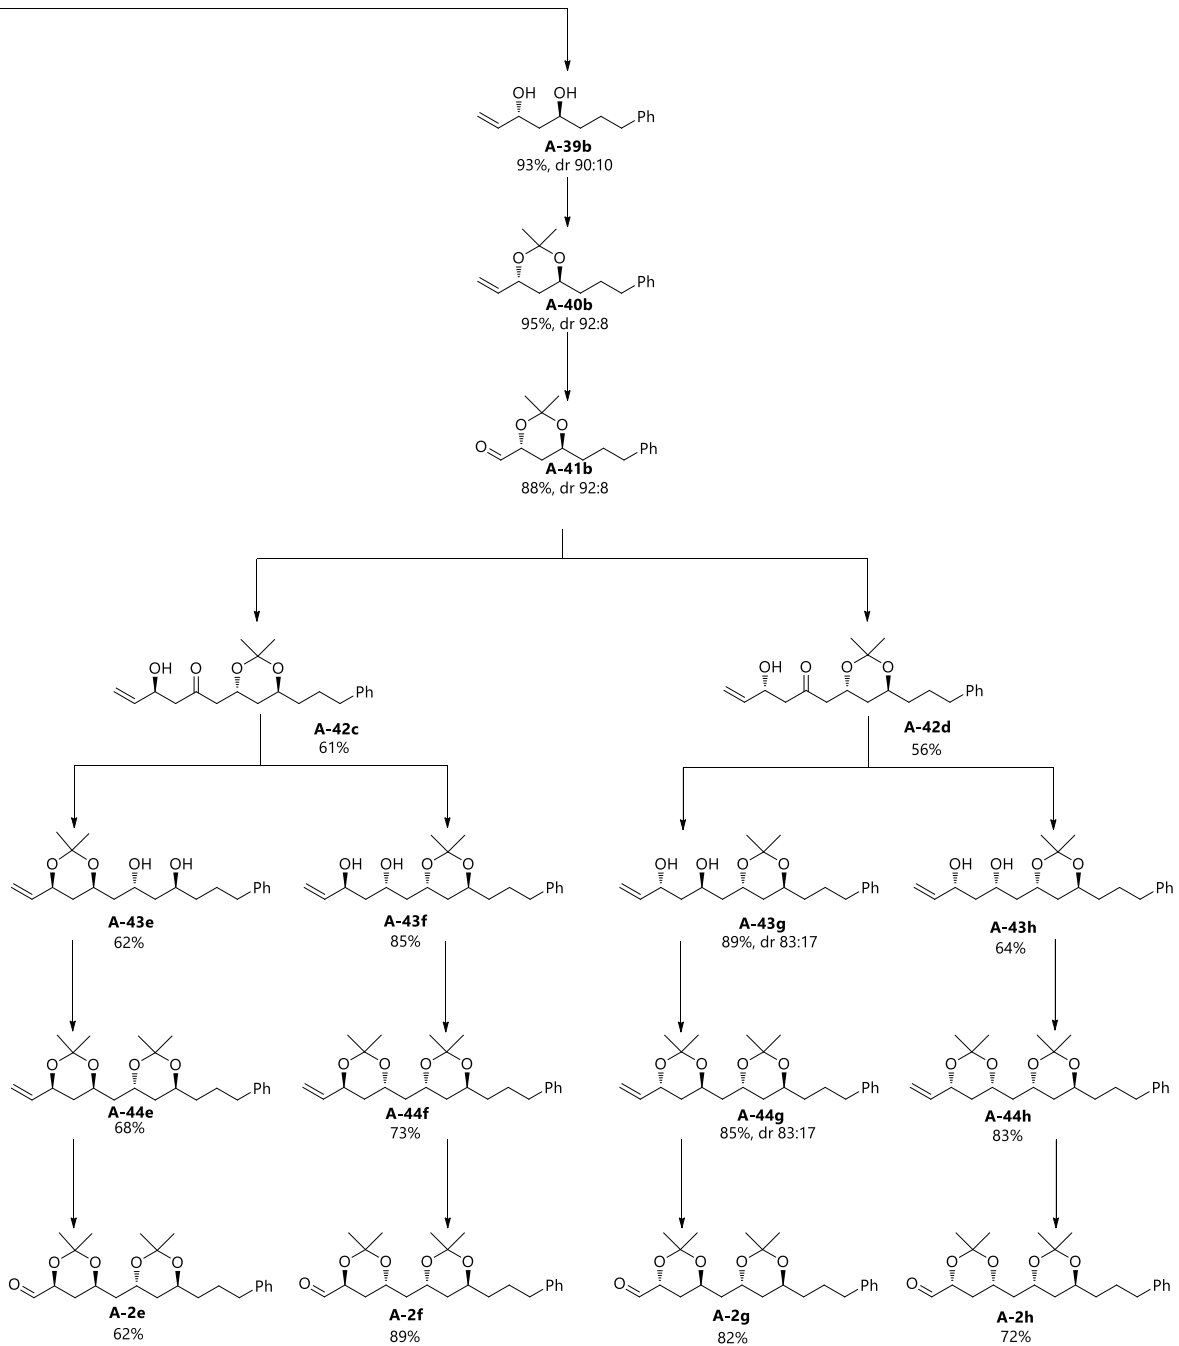 OH OH
Ph
A-39b
93%, dr 90:10
O O
Ph
A-40b
95%, dr 92:8
O O
O Ph
A-41b
88%, dr 92:8
OH O O O
Ph
A-42c
61%
OH O O O
Ph
A-42d
56%
O O OH OH
Ph
A-43e
62%
OH OH O O
Ph
A-43f
85%
OH OH O O
Ph
A-43g
89%, dr 83:17
OH OH O O
Ph
A-43h
64%
O O O O
Ph
A-44e
68%
O O O O
Ph
A-44f
73%
O O O O
Ph
A-44g
85%, dr 83:17
O O O O
Ph
A-44h
83%
O O O O
O Ph
A-2e
62%
O O O O
O Ph
A-2f
89%
O O O O
O Ph
A-2g
82%
O O O O
O Ph
A-2h
72%